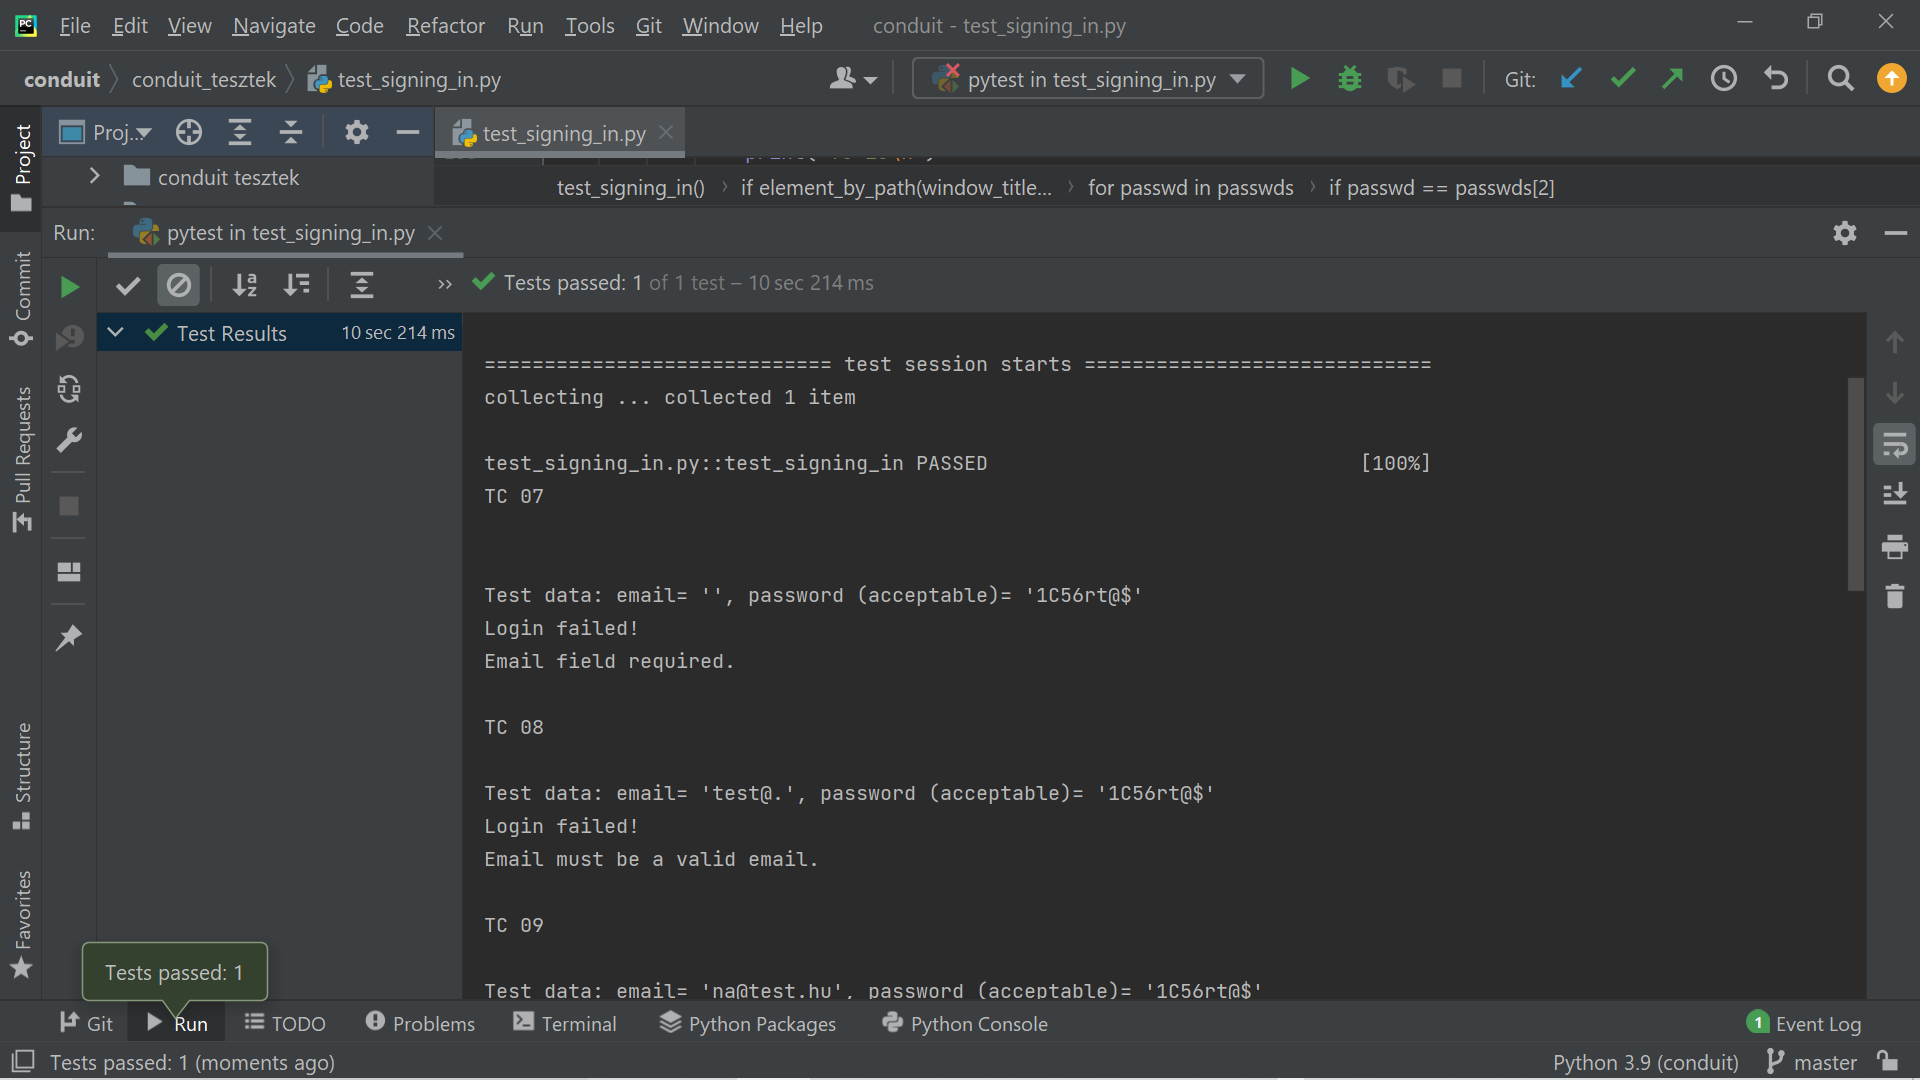 File Edit View Navigate Code Refactor Run Tools Git Window Help conduit - test_signing_in.py
conduit conduit_tesztek test_signing_in.py pytest in test_signing_in.py Git:
Project
Proj... test_signing_in.py
conduit tesztek
test_signing_in() if element_by_path(window_title... for passwd in passwds if passwd == passwds[2]
Run: pytest in test_signing_in.py
Commit
Pull Requests
Structure
Favorites
Tests passed: 1 of 1 test – 10 sec 214 ms
Test Results 10 sec 214 ms
============================= test session starts =============================
collecting ... collected 1 item
test_signing_in.py::test_signing_in PASSED [100%]
TC 07
Test data: email= '', password (acceptable)= '1C56rt@$'
Login failed!
Email field required.
TC 08
Test data: email= 'test@.', password (acceptable)= '1C56rt@$'
Login failed!
Email must be a valid email.
TC 09
Test data: email= 'na@test.hu', password (acceptable)= '1C56rt@$'
Tests passed: 1
Git Run TODO Problems Terminal Python Packages Python Console 1 Event Log
Tests passed: 1 (moments ago) Python 3.9 (conduit) master